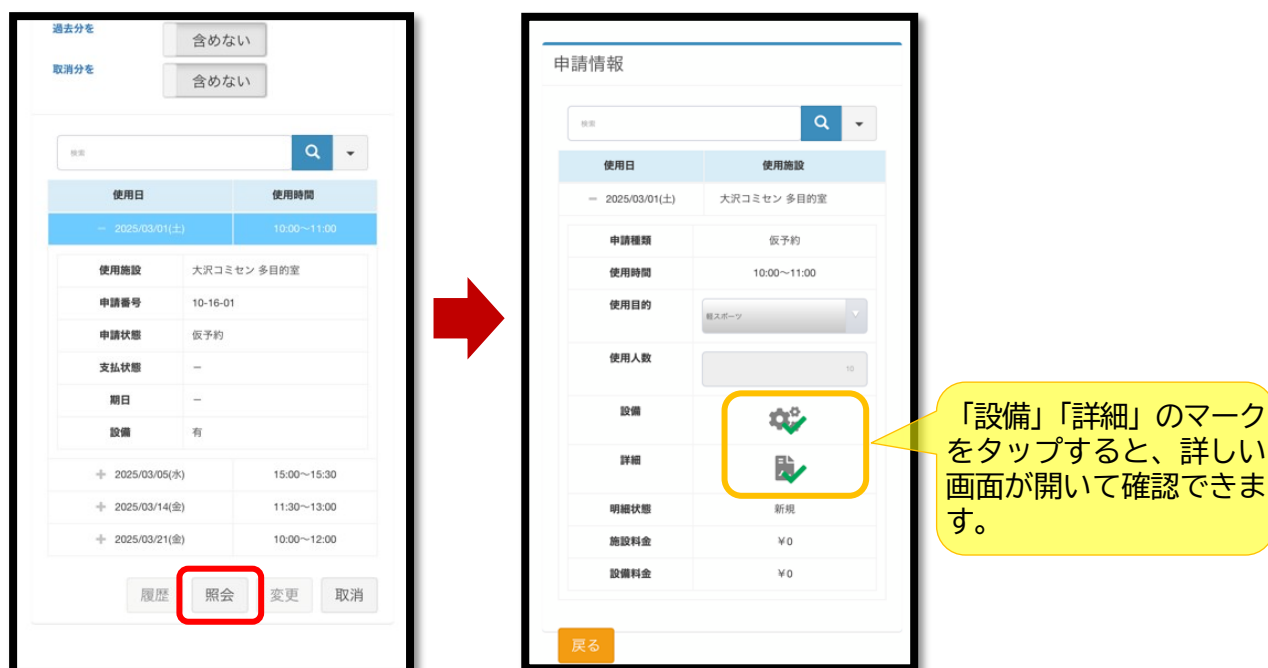 過去分を
含めない
取消分を
含めない
検索
使用日 使用時間
− 2025/03/01(土) 10:00～11:00
使用施設 大沢コミセン 多目的室
申請番号 10-16-01
申請状態 仮予約
支払状態 −
期日 −
設備 有
+ 2025/03/05(水) 15:00～15:30
+ 2025/03/14(金) 11:30～13:00
+ 2025/03/21(金) 10:00～12:00
履歴 照会 変更 取消
申請情報
検索
使用日 使用施設
− 2025/03/01(土) 大沢コミセン 多目的室
申請種類 仮予約
使用時間 10:00～11:00
使用目的 軽スポーツ
使用人数 10
設備
詳細
明細状態 新規
施設料金 ￥0
設備料金 ￥0
戻る
「設備」「詳細」のマーク
をタップすると、詳しい
画面が開いて確認できま
す。